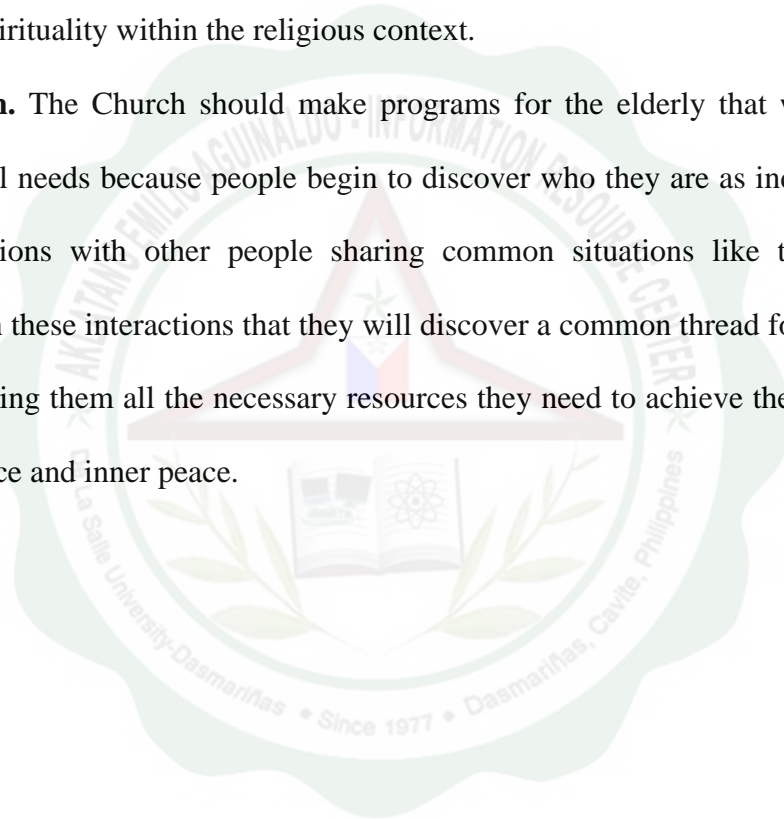 irituality within the religious context.
n. The Church should make programs for the elderly that
l needs because people begin to discover who they are as
ions with other people sharing common situations like
these interactions that they will discover a common thread
ing them all the necessary resources they need to achieve
ce and inner peace.
AKLATANG EMILIO AGUINALDO - INFORMATION RESOURCE CENTER
De La Salle University-Dasmariñas • Since 1977 • Dasmariñas, Cavite, Philippines